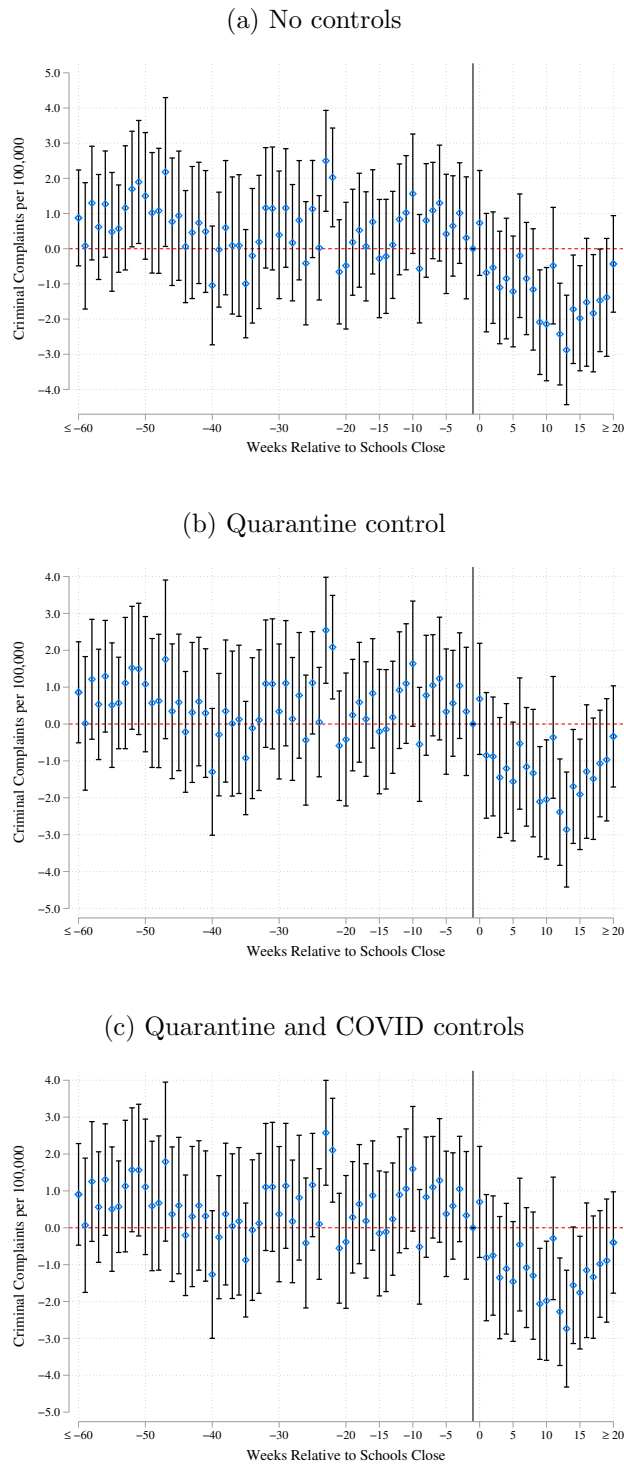 (a) No controls
5.0
4.0
3.0
2.0
1.0
0.0
−1.0
−2.0
−3.0
−4.0
Criminal Complaints per 100,000
≤ −60 −50 −40 −30 −20 −15 −10 −5 0 5 10 15 ≥ 20
Weeks Relative to Schools Close
(b) Quarantine control
4.0
3.0
2.0
1.0
0.0
−1.0
−2.0
−3.0
−4.0
−5.0
Criminal Complaints per 100,000
≤ −60 −50 −40 −30 −20 −15 −10 −5 0 5 10 15 ≥ 20
Weeks Relative to Schools Close
(c) Quarantine and COVID controls
4.0
3.0
2.0
1.0
0.0
−1.0
−2.0
−3.0
−4.0
−5.0
Criminal Complaints per 100,000
≤ −60 −50 −40 −30 −20 −15 −10 −5 0 5 10 15 ≥ 20
Weeks Relative to Schools Close